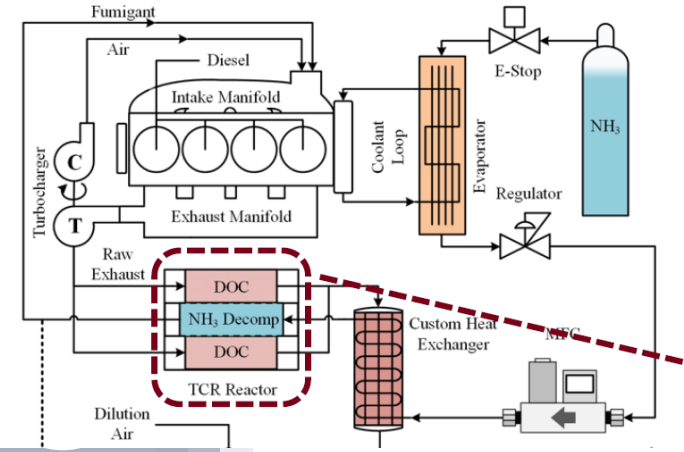 Fumigant
Air
Diesel
E-Stop
Intake Manifold
NH₃
Coolant
Loop
Evaporator
C
Turbocharger
T
Regulator
Exhaust Manifold
Raw
Exhaust
DOC
NH₃ Decomp
DOC
TCR Reactor
Custom Heat
Exchanger
MFC
Dilution
Air